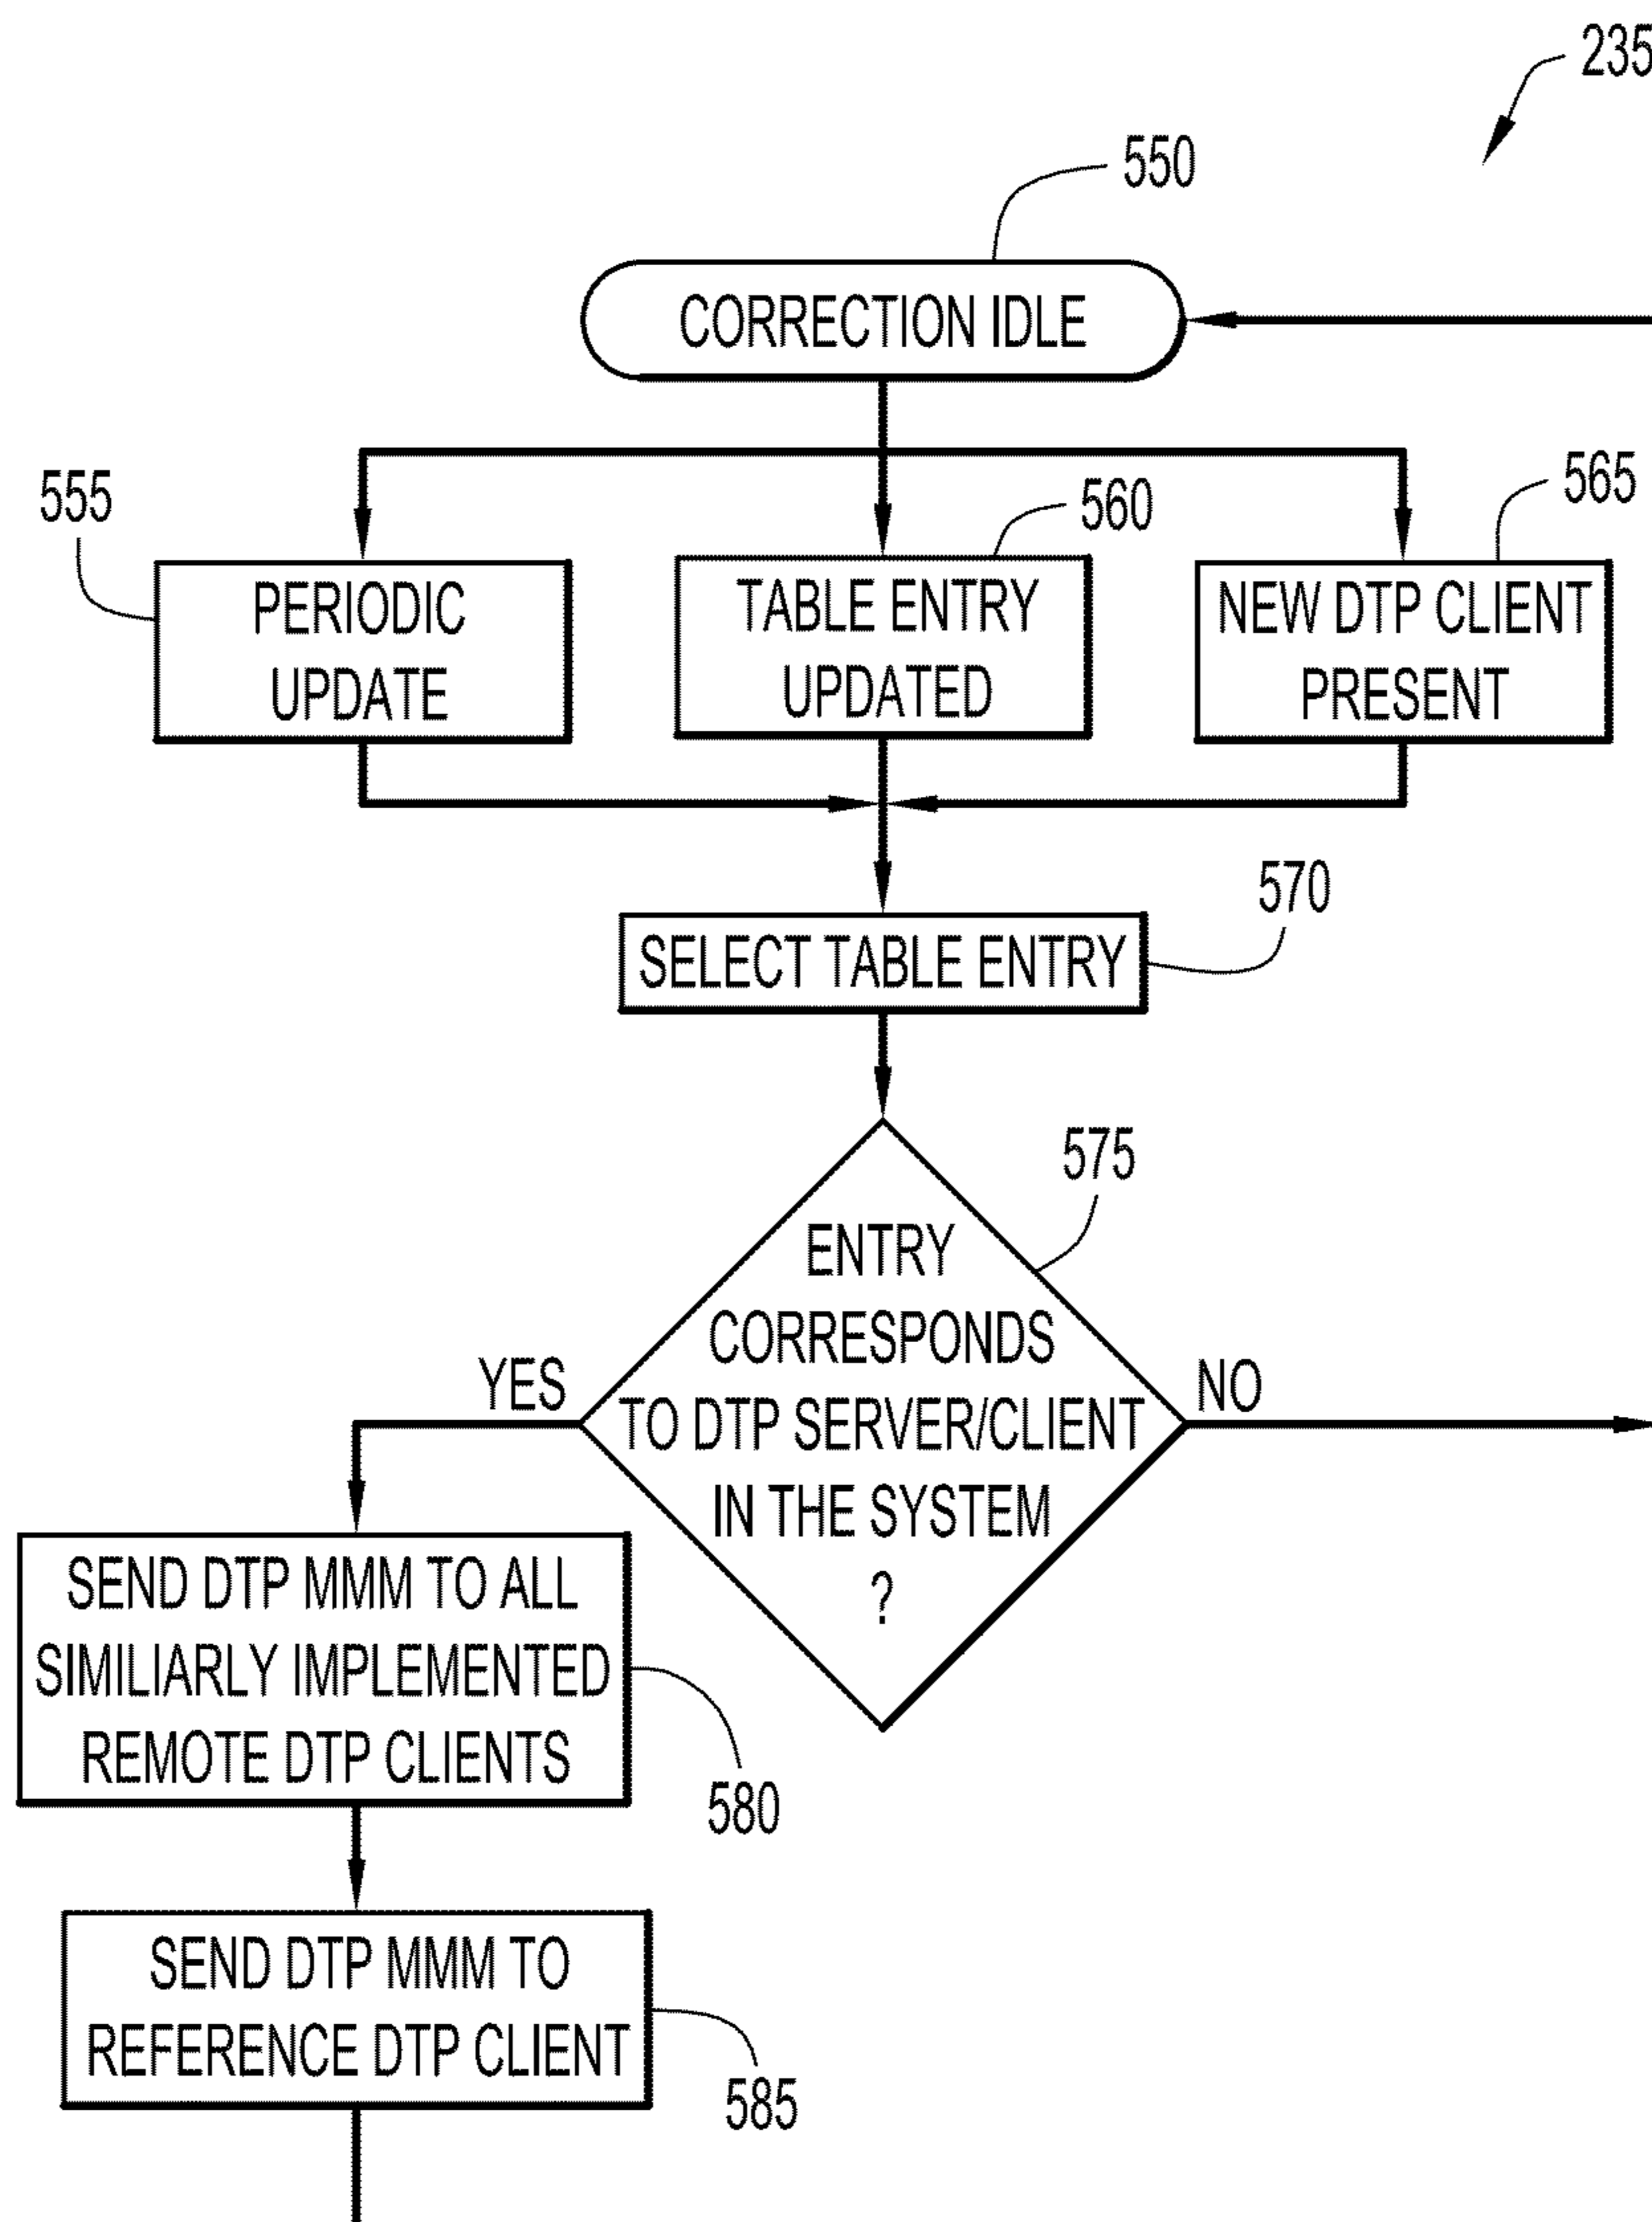 235
550
CORRECTION IDLE
555
560
565
PERIODIC
UPDATE
TABLE ENTRY
UPDATED
NEW DTP CLIENT
PRESENT
570
SELECT TABLE ENTRY
575
ENTRY
CORRESPONDS
TO DTP SERVER/CLIENT
IN THE SYSTEM
?
YES
NO
SEND DTP MMM TO ALL
SIMILIARLY IMPLEMENTED
REMOTE DTP CLIENTS
580
SEND DTP MMM TO
REFERENCE DTP CLIENT
585